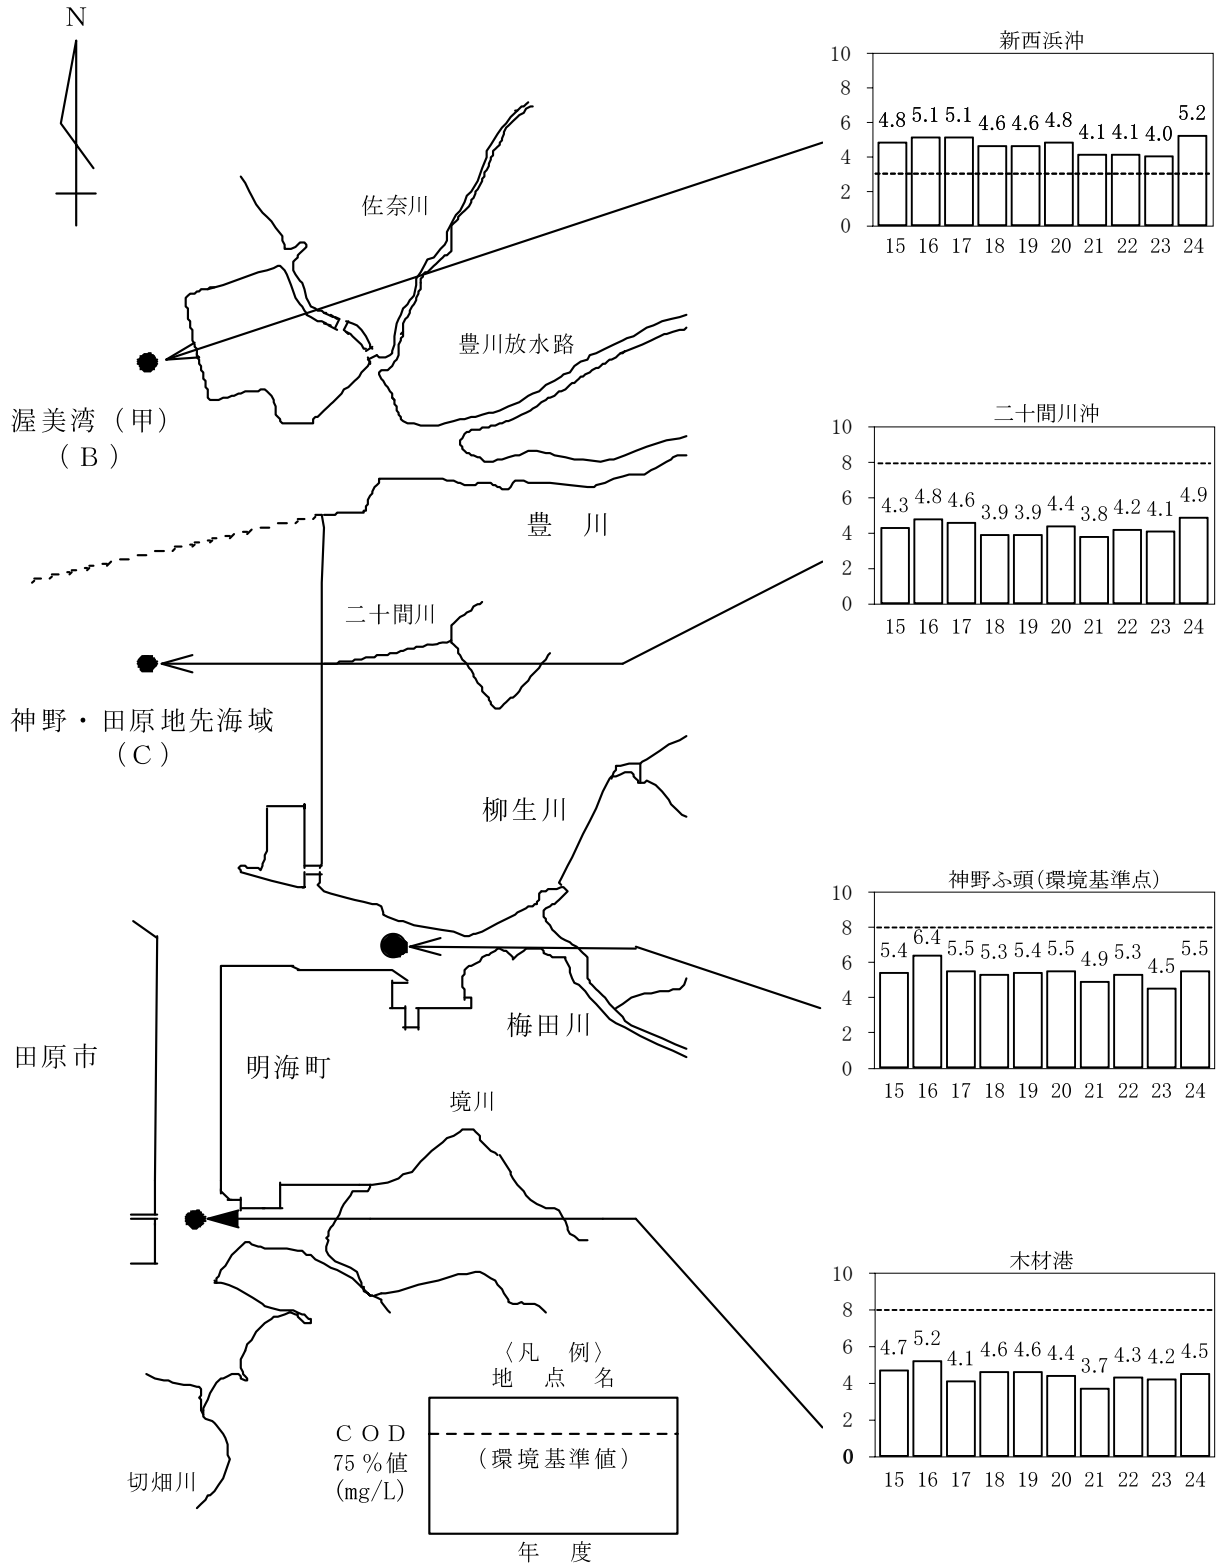 N
佐奈川
豊川放水路
渥美湾（甲）
（B）
豊　川
二十間川
神野・田原地先海域
（C）
柳生川
梅田川
田原市
明海町
境川
切畑川
新西浜沖
10
8
6
4
2
0
4.8 5.1 5.1 4.6 4.6 4.8 4.1 4.1 4.0 5.2
15 16 17 18 19 20 21 22 23 24
二十間川沖
10
8
6
4
2
0
4.3 4.8 4.6 3.9 3.9 4.4 3.8 4.2 4.1 4.9
15 16 17 18 19 20 21 22 23 24
神野ふ頭（環境基準点）
10
8
6
4
2
0
5.4 6.4 5.5 5.3 5.4 5.5 4.9 5.3 4.5 5.5
15 16 17 18 19 20 21 22 23 24
木材港
10
8
6
4
2
0
4.7 5.2 4.1 4.6 4.6 4.4 3.7 4.3 4.2 4.5
15 16 17 18 19 20 21 22 23 24
〈凡　例〉
地　点　名
COD
75％値
(mg/L)
（環境基準値）
年　度